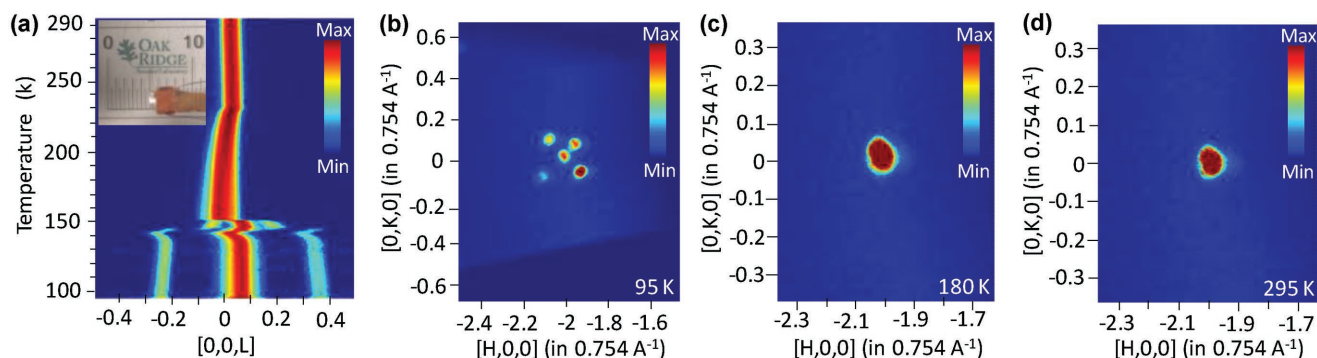 (a)
Temperature (k)
290
250
200
150
100
-0.4
-0.2
0
0.2
0.4
[0,0,L]
0
10
OAK
RIDGE
Max
Min
(b)
[0,K,0] (in 0.754 A⁻¹)
0.6
0.4
0.2
0
-0.2
-0.4
-0.6
-2.4
-2.2
-2
-1.8
-1.6
[H,0,0] (in 0.754 A⁻¹)
Max
Min
95 K
(c)
[0,K,0] (in 0.754 A⁻¹)
0.3
0.2
0.1
0
-0.1
-0.2
-0.3
-2.3
-2.1
-1.9
-1.7
[H,0,0] (in 0.754 A⁻¹)
Max
Min
180 K
(d)
[0,K,0] (in 0.754 A⁻¹)
0.3
0.2
0.1
0
-0.1
-0.2
-0.3
-2.3
-2.1
-1.9
-1.7
[H,0,0] (in 0.754 A⁻¹)
Max
Min
295 K